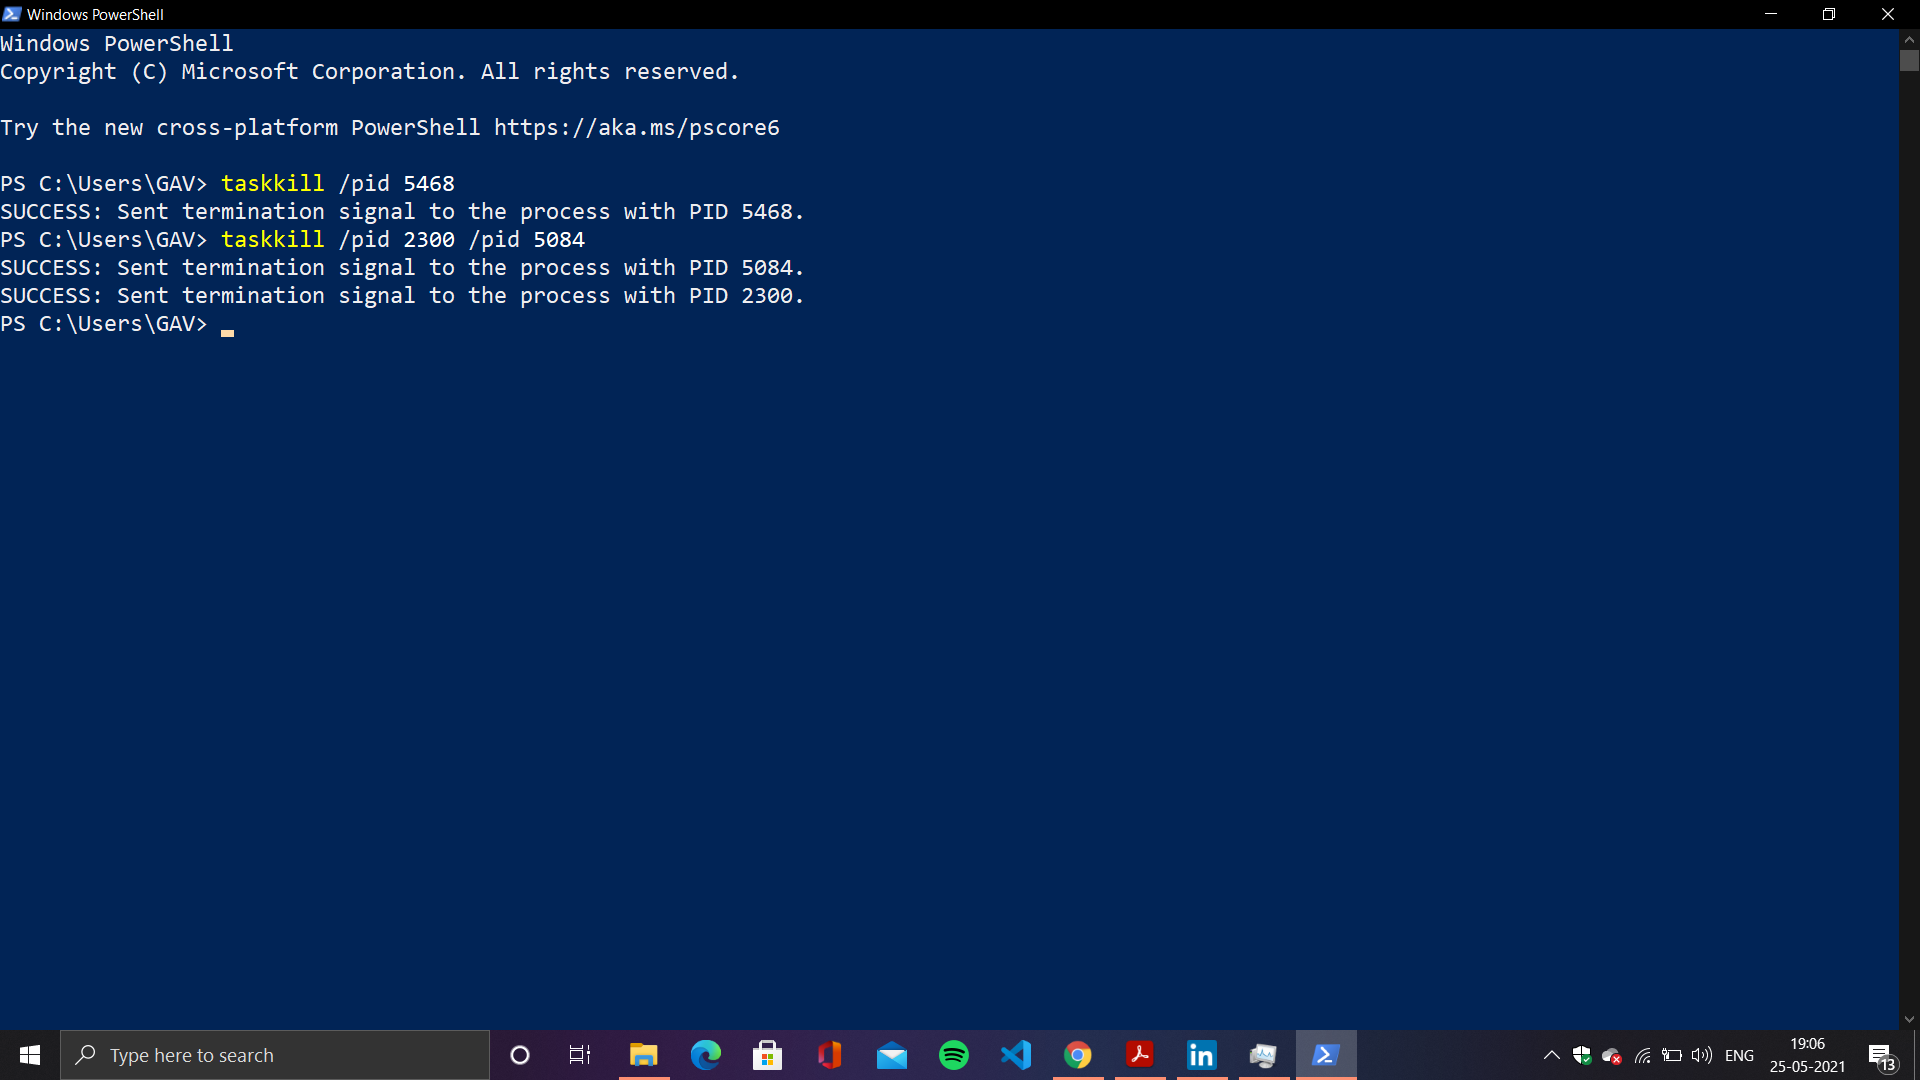 Windows PowerShell
Windows PowerShell
Copyright (C) Microsoft Corporation. All rights reserved.
Try the new cross-platform PowerShell https://aka.ms/pscore6
PS C:\Users\GAV> taskkill /pid 5468
SUCCESS: Sent termination signal to the process with PID 5468.
PS C:\Users\GAV> taskkill /pid 2300 /pid 5084
SUCCESS: Sent termination signal to the process with PID 5084.
SUCCESS: Sent termination signal to the process with PID 2300.
PS C:\Users\GAV>
Type here to search
in
ENG
19:06
25-05-2021
13